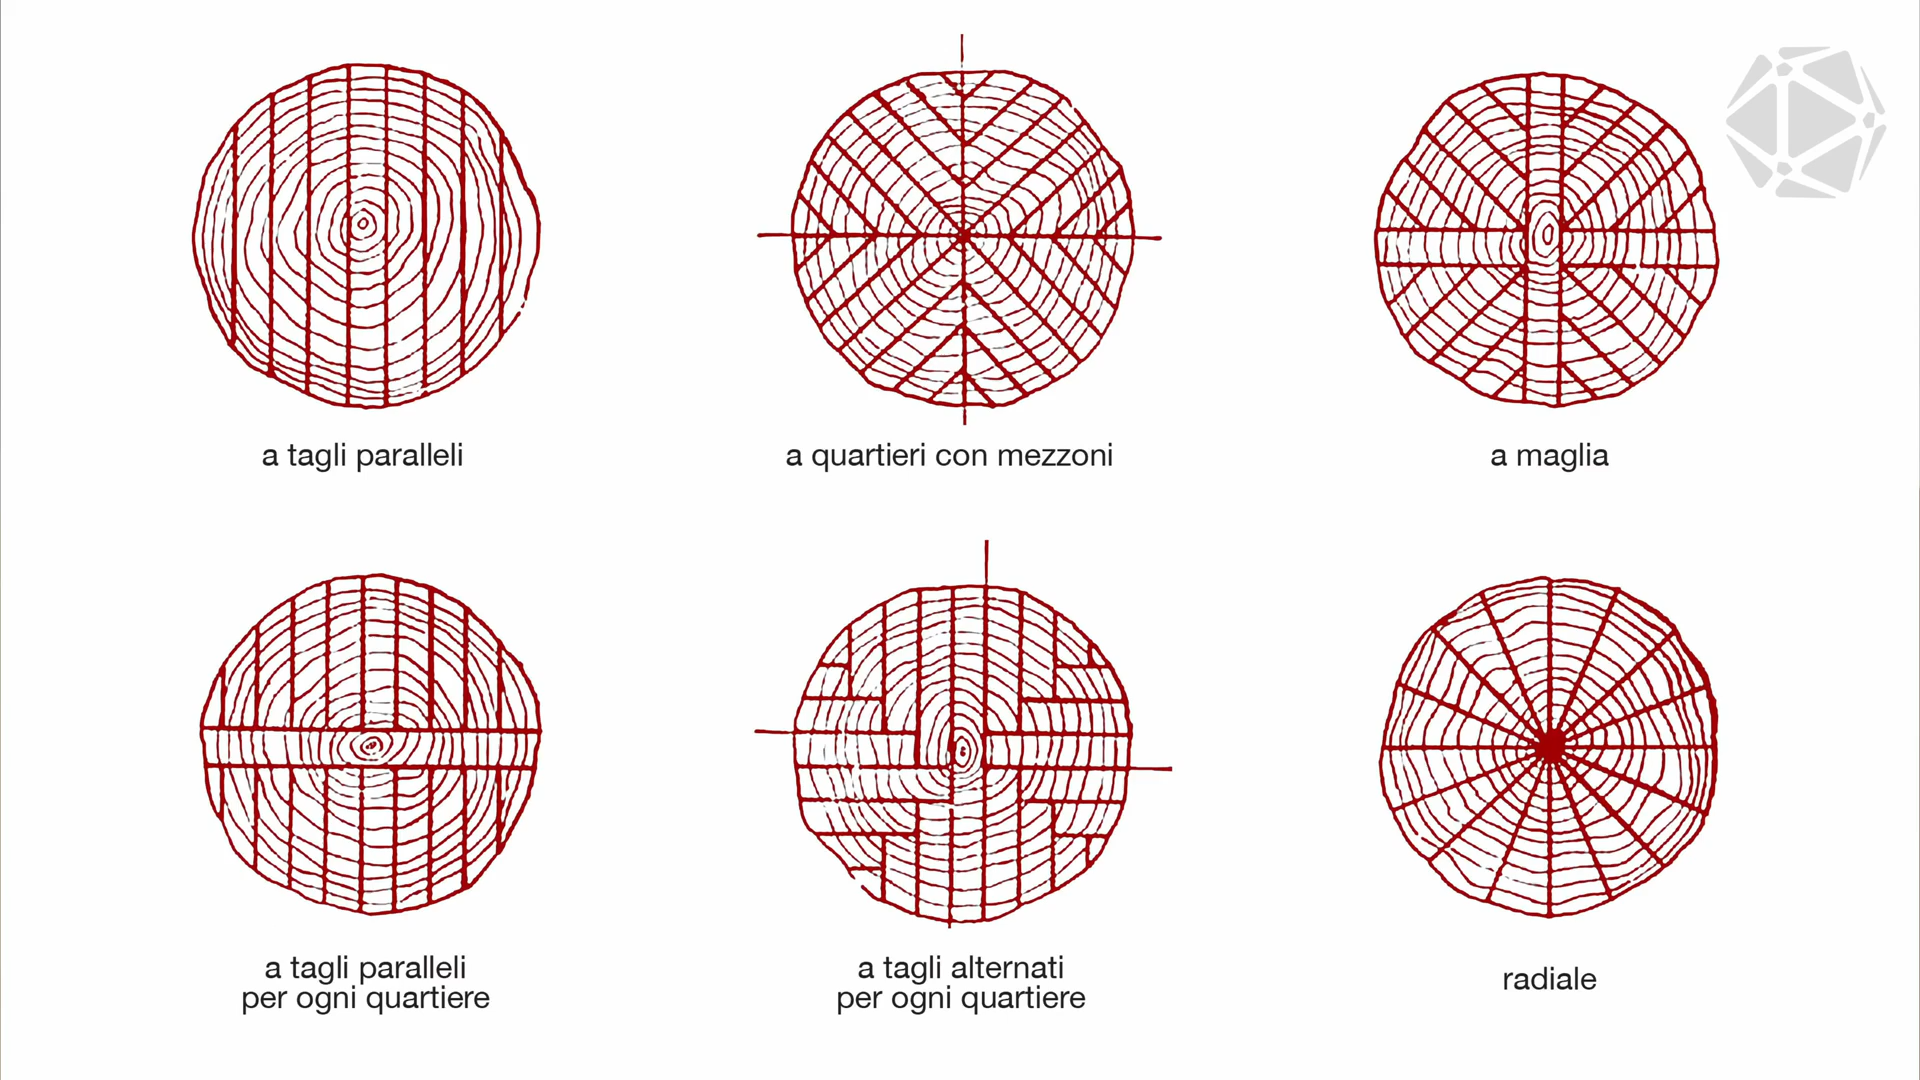 a tagli paralleli
a quartieri con mezzoni
a maglia
a tagli paralleli
per ogni quartiere
a tagli alternati
per ogni quartiere
radiale